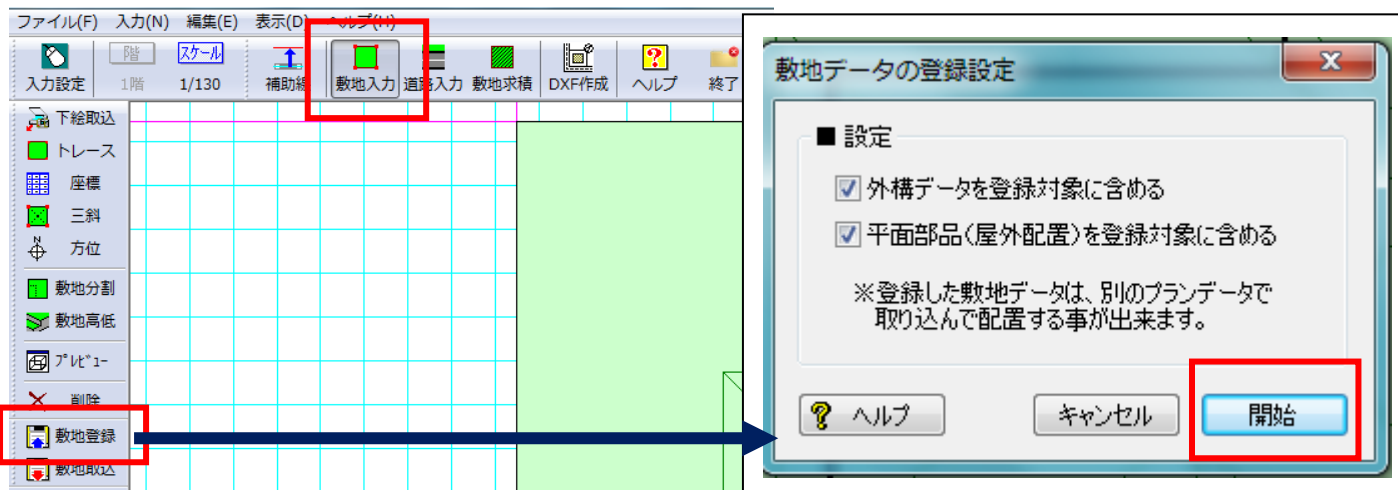 ファイル(F) 入力(N) 編集(E) 表示(D) ヘルプ(H)
階 スケール
入力設定 1階 1/130 補助線 敷地入力 道路入力 敷地求積 DXF作成 ヘルプ 終了
下絵取込
トレース
座標
三斜
N
方位
敷地分割
敷地高低
プレビュー
削除
敷地登録
敷地取込
敷地データの登録設定
■ 設定
外構データを登録対象に含める
平面部品(屋外配置)を登録対象に含める
※登録した敷地データは、別のプランデータで
取り込んで配置する事が出来ます。
ヘルプ キャンセル 開始